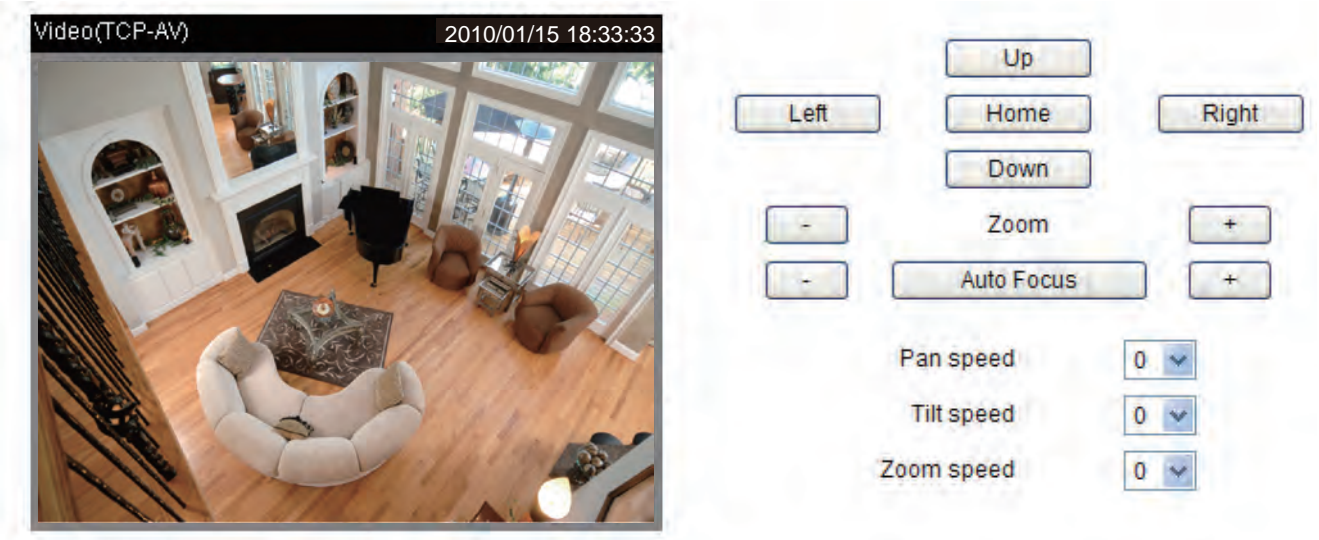 Video(TCP-AV) 2010/01/15 18:33:33
Up
Left Home Right
Down
- Zoom +
- Auto Focus +
Pan speed 0
Tilt speed 0
Zoom speed 0